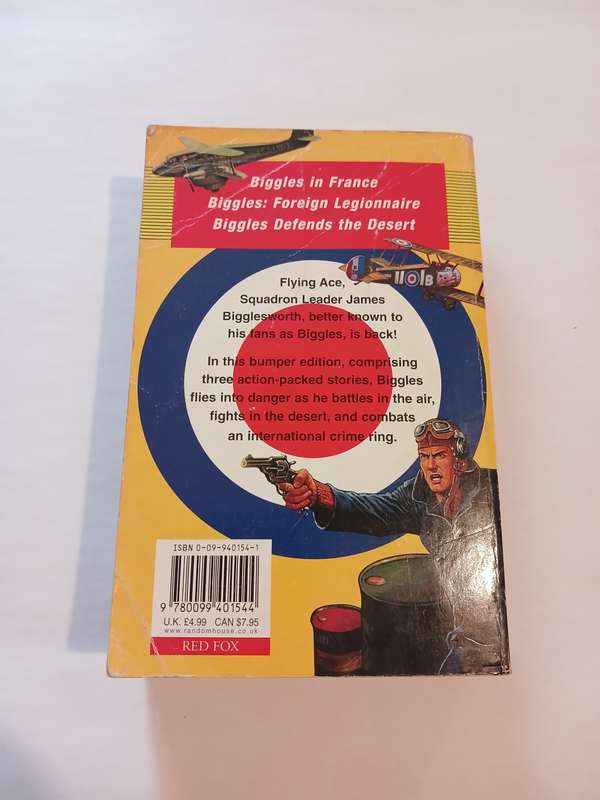 Biggles in France
Biggles: Foreign Legionnaire
Biggles Defends the Desert
Flying Ace,
Squadron Leader James
Bigglesworth, better known to
his fans as Biggles, is back!
In this bumper edition, comprising
three action-packed stories, Biggles
flies into danger as he battles in the air,
fights in the desert, and combats
an international crime ring.
ISBN 0-09-940154-1
9 780099 401544
U.K. £4.99 CAN $7.95
www.randomhouse.co.uk
RED FOX